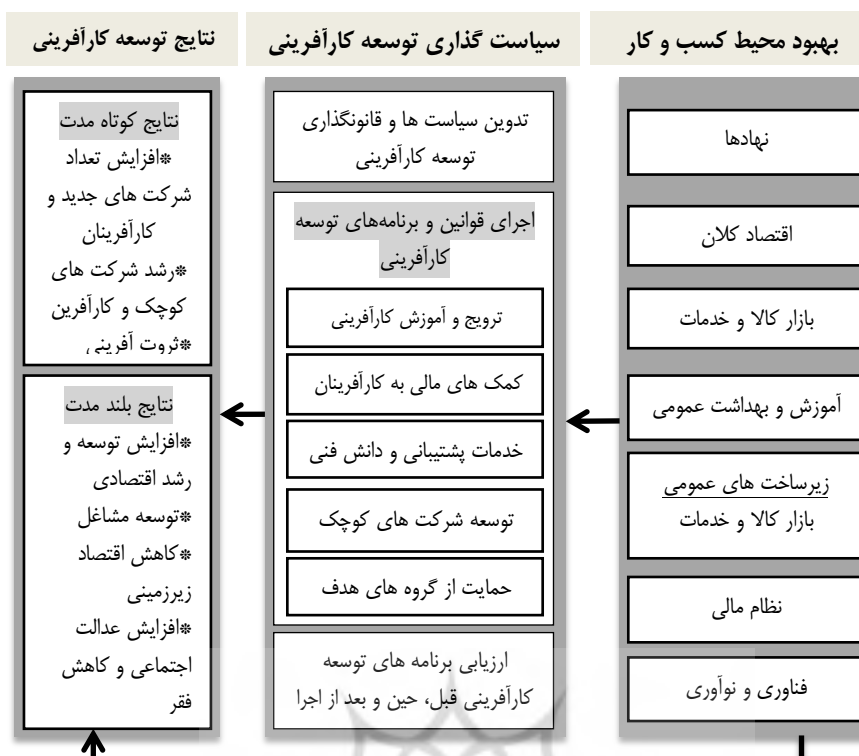 بهبود محیط کسب و کار
نهادها
اقتصاد کلان
بازار کالا و خدمات
آموزش و بهداشت عمومی
زیرساخت های عمومی
بازار کالا و خدمات
نظام مالی
فناوری و نوآوری
سیاست گذاری توسعه کارآفرینی
تدوین سیاست ها و قانونگذاری
توسعه کارآفرینی
اجرای قوانین و برنامه‌های توسعه
کارآفرینی
ترویج و آموزش کارآفرینی
کمک های مالی به کارآفرینان
خدمات پشتیبانی و دانش فنی
توسعه شرکت های کوچک
حمایت از گروه های هدف
ارزیابی برنامه های توسعه
کارآفرینی قبل، حین و بعد از اجرا
نتایج توسعه کارآفرینی
نتایج کوتاه مدت
*افزایش تعداد
شرکت های جدید و
کارآفرینان
*رشد شرکت های
کوچک و کارآفرین
*ثروت آفرینی
نتایج بلند مدت
*افزایش توسعه و
رشد اقتصادی
*توسعه مشاغل
*کاهش اقتصاد
زیرزمینی
*افزایش عدالت
اجتماعی و کاهش
فقر